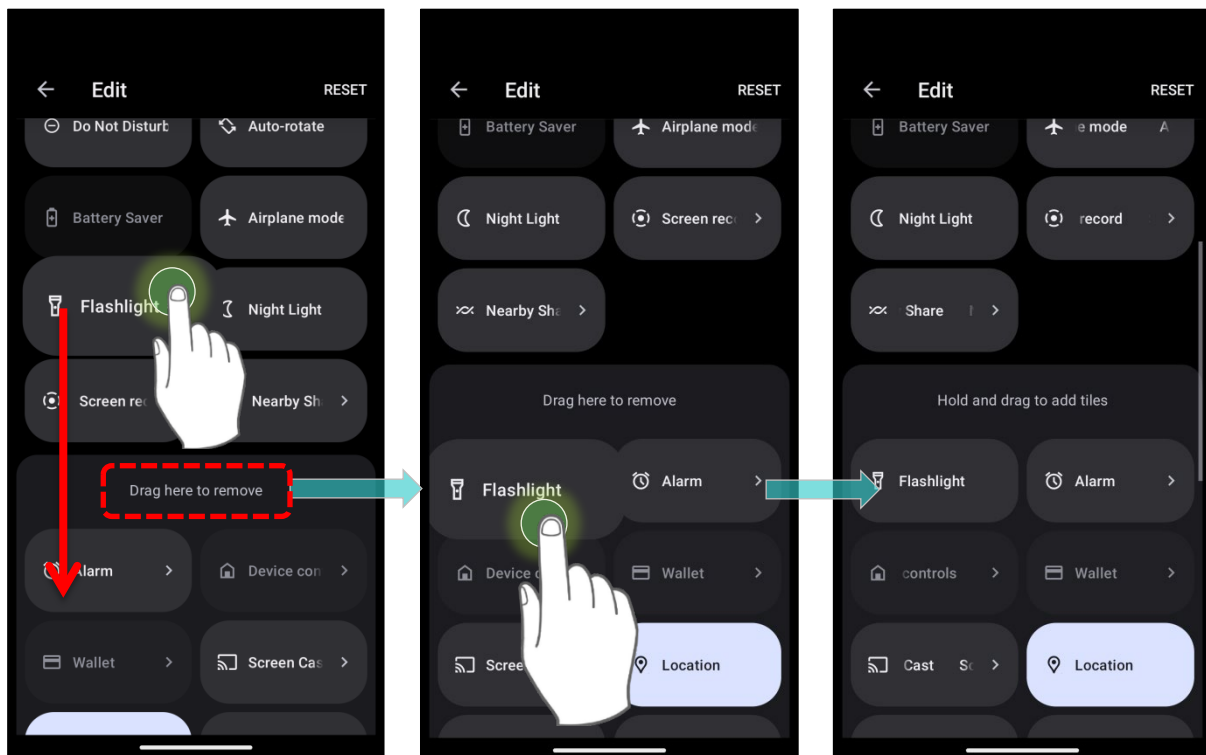 Edit
RESET
Do Not Disturb
Auto-rotate
Battery Saver
Airplane mode
Flashlight
Night Light
Screen rec
Nearby Sh
Drag here to remove
Alarm
Device con
Wallet
Screen Cas
Edit
RESET
Battery Saver
Airplane mode
Night Light
Screen rec
Nearby Sha
Drag here to remove
Flashlight
Alarm
Device c
Wallet
Scree
Location
Edit
RESET
Battery Saver
e mode A
Night Light
record
Share
Hold and drag to add tiles
Flashlight
Alarm
controls
Wallet
Cast Sc
Location